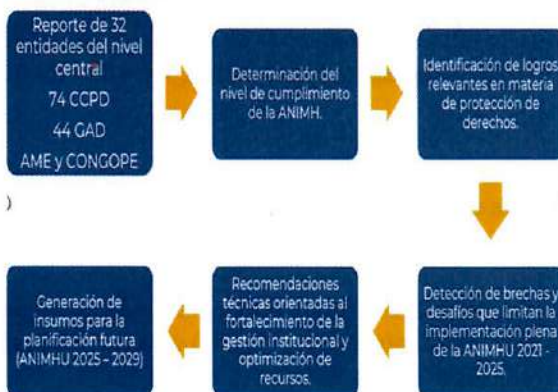 Reporte de 32
entidades del nivel
central
74 CCPD
44 GAD
AME y CONGOPE
Determinación del
nivel de cumplimiento
de la ANIMH.
Identificación de logros
relevantes en materia
de protección de
derechos.
)
Detección de brechas y
desafíos que limitan la
implementación plena
de la ANIMHU 2021 -
2025.
Recomendaciones
técnicas orientadas al
fortalecimiento de la
gestión institucional y
optimización de
recursos.
Generación de
insumos para la
planificación futura
(ANIMHU 2025 – 2029)